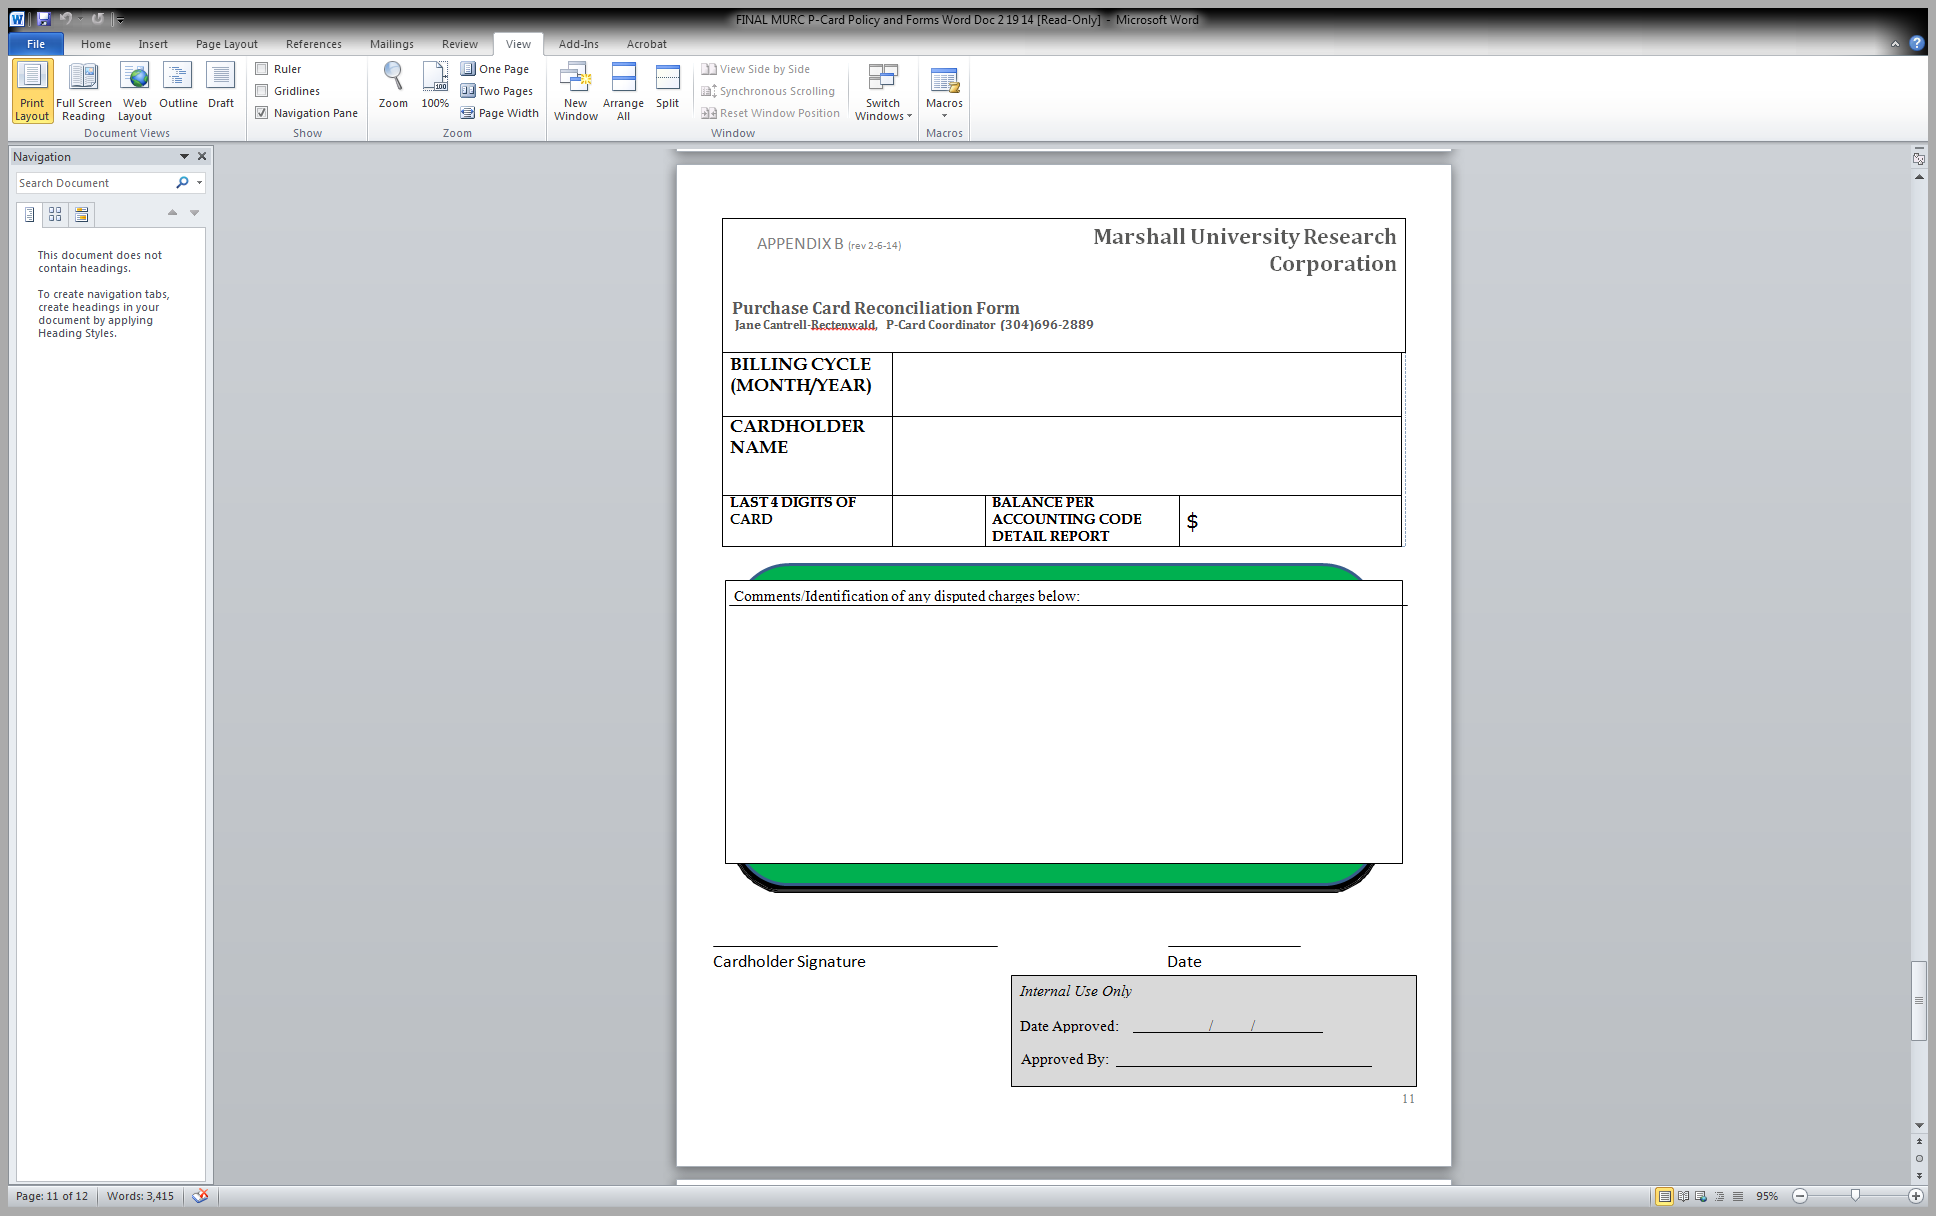 FINAL MURC P-Card Policy and Forms Word Doc 2 19 14 [Read-Only] - Microsoft Word
File Home Insert Page Layout References Mailings Review View Add-Ins Acrobat
Print Layout
Full Screen Reading
Web Layout
Outline
Draft
Document Views
Ruler
Gridlines
Navigation Pane
Show
Zoom
100%
One Page
Two Pages
Page Width
Zoom
New Window
Arrange All
Split
View Side by Side
Synchronous Scrolling
Reset Window Position
Window
Switch Windows
Macros
Macros
Navigation
Search Document
This document does not
contain headings.
To create navigation tabs,
create headings in your
document by applying
Heading Styles.
APPENDIX B (rev 2-6-14)
Marshall University Research
Corporation
Purchase Card Reconciliation Form
Jane Cantrell-Rectenwald, P-Card Coordinator (304)696-2889
BILLING CYCLE
(MONTH/YEAR)
CARDHOLDER
NAME
LAST 4 DIGITS OF
CARD
BALANCE PER
ACCOUNTING CODE
DETAIL REPORT
$
Comments/Identification of any disputed charges below:
Cardholder Signature
Date
Internal Use Only
Date Approved: ____/____/____
Approved By: ____
11
Page: 11 of 12
Words: 3,415
95%